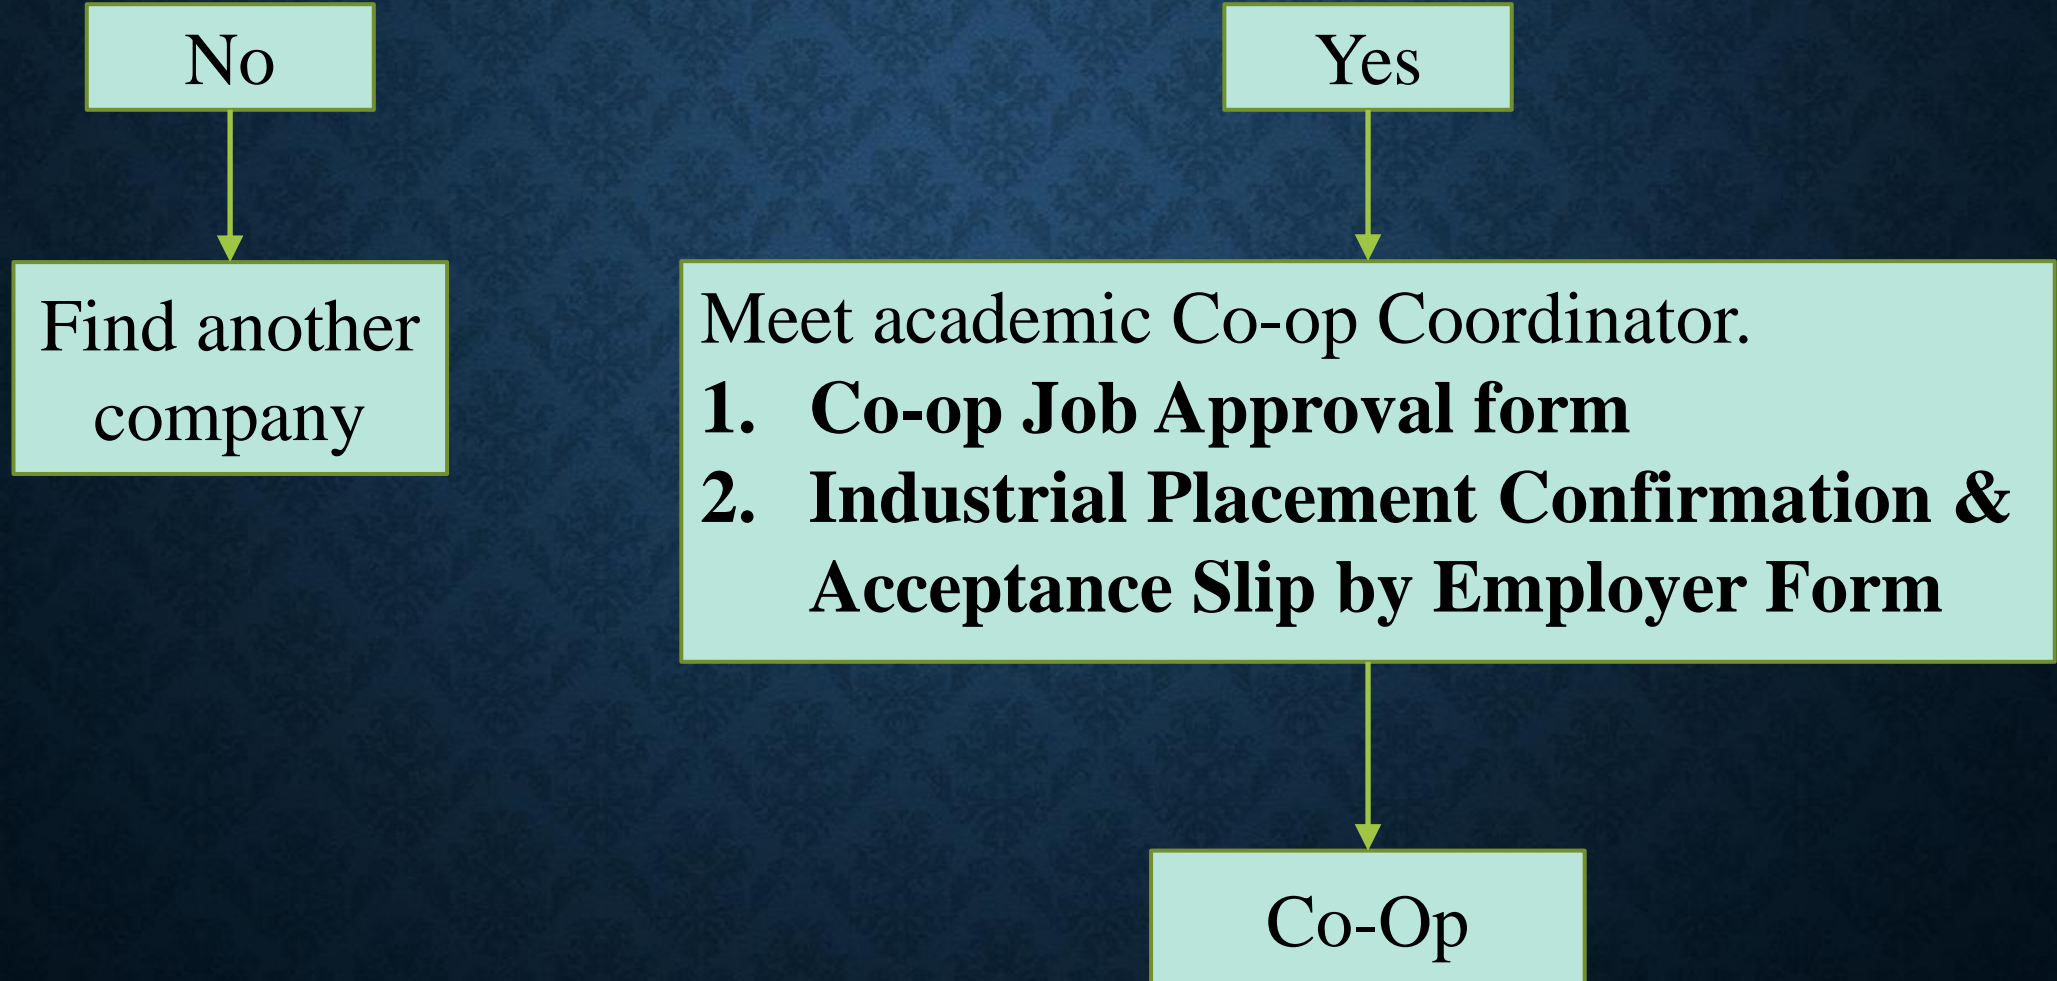 No
Yes
Find another
company
Meet academic Co-op Coordinator.
1. Co-op Job Approval form
2. Industrial Placement Confirmation &
Acceptance Slip by Employer Form
Co-Op